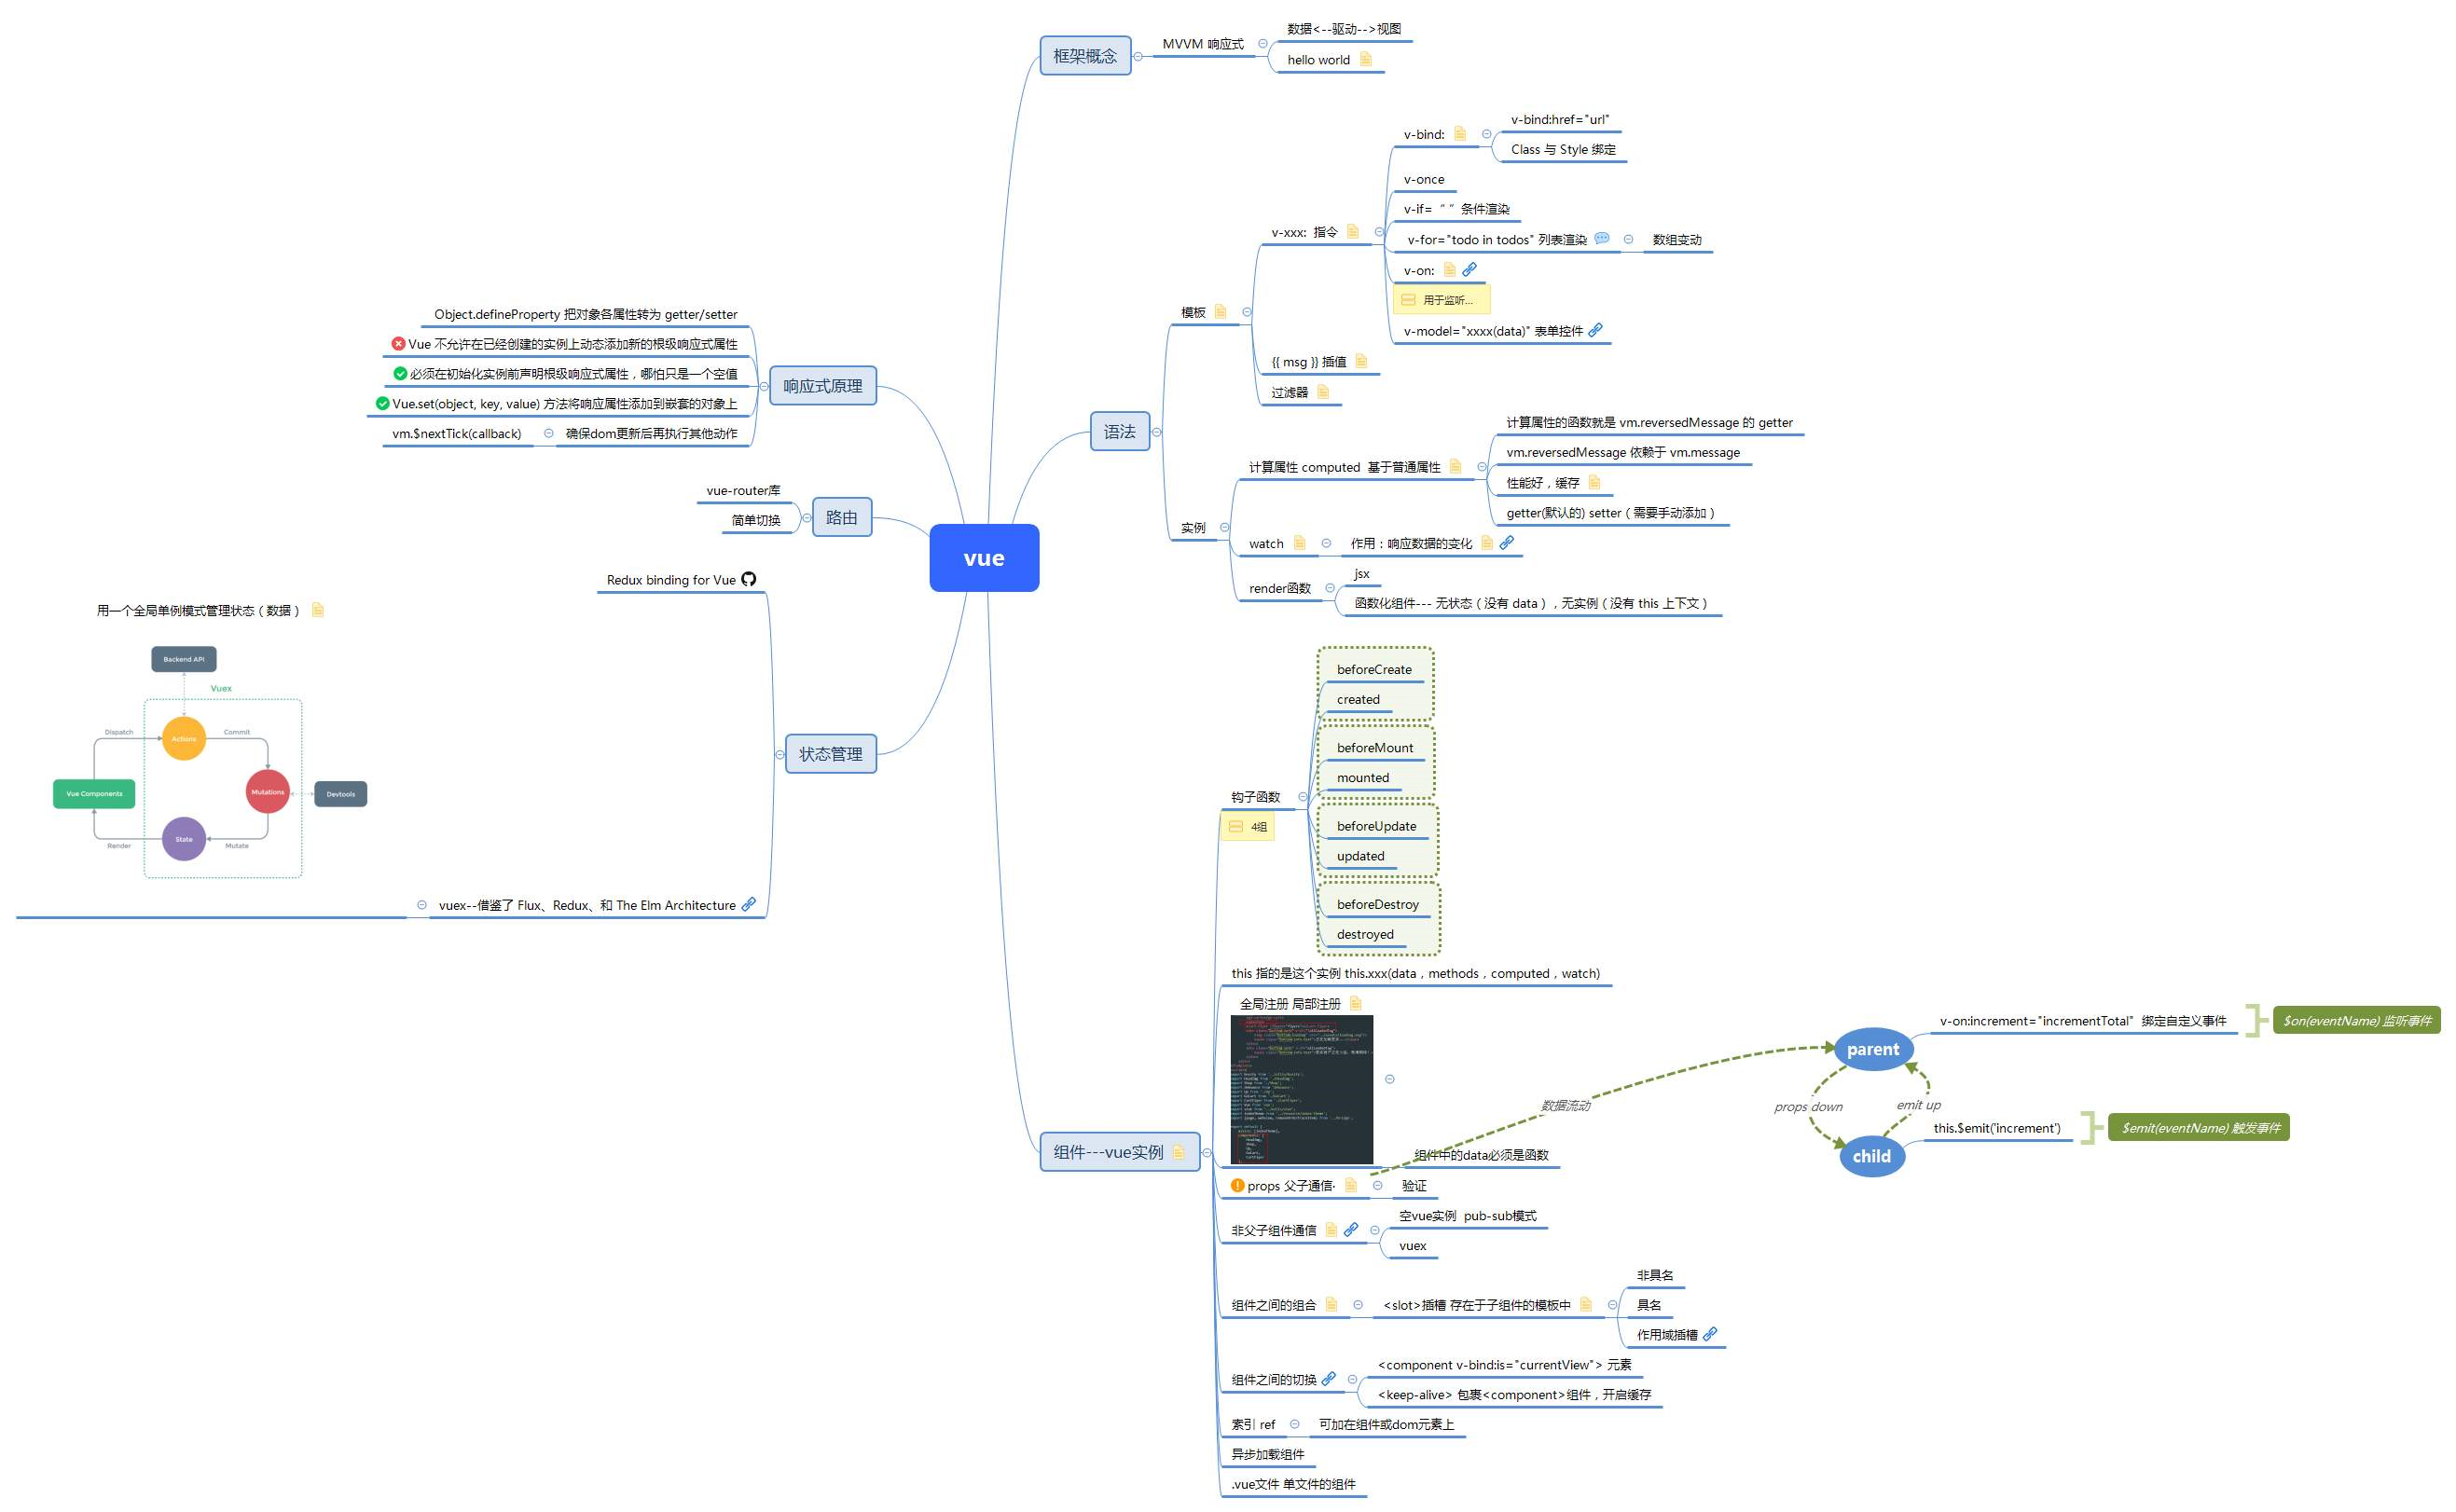 vue
框架概念
MVVM 响应式
数据<--驱动-->视图
hello world
语法
模板
v-xxx: 指令
v-bind:
v-bind:href="url"
Class 与 Style 绑定
v-once
v-if= “ ” 条件渲染
v-for="todo in todos" 列表渲染
数组变动
v-on:
用于监听...
v-model="xxxx(data)" 表单控件
{{ msg }} 插值
过滤器
实例
计算属性 computed 基于普通属性
计算属性的函数就是 vm.reversedMessage 的 getter
vm.reversedMessage 依赖于 vm.message
性能好，缓存
getter(默认的) setter（需要手动添加）
watch
作用：响应数据的变化
render函数
jsx
函数化组件--- 无状态（没有 data），无实例（没有 this 上下文）
组件---vue实例
钩子函数
4组
beforeCreate
created
beforeMount
mounted
beforeUpdate
updated
beforeDestroy
destroyed
this 指的是这个实例 this.xxx(data，methods，computed，watch)
全局注册 局部注册
组件中的data必须是函数
props 父子通信·
验证
数据流动
parent
v-on:increment="incrementTotal" 绑定自定义事件
$on(eventName) 监听事件
props down
emit up
child
this.$emit('increment')
$emit(eventName) 触发事件
非父子组件通信
空vue实例 pub-sub模式
vuex
组件之间的组合
<slot>插槽 存在于子组件的模板中
非具名
具名
作用域插槽
组件之间的切换
<component v-bind:is="currentView"> 元素
<keep-alive> 包裹<component>组件，开启缓存
索引 ref
可加在组件或dom元素上
异步加载组件
.vue文件 单文件的组件
响应式原理
Object.defineProperty 把对象各属性转为 getter/setter
Vue 不允许在已经创建的实例上动态添加新的根级响应式属性
必须在初始化实例前声明根级响应式属性，哪怕只是一个空值
Vue.set(object, key, value) 方法将响应属性添加到嵌套的对象上
确保dom更新后再执行其他动作
vm.$nextTick(callback)
路由
vue-router库
简单切换
状态管理
Redux binding for Vue
vuex--借鉴了 Flux、Redux、和 The Elm Architecture
用一个全局单例模式管理状态（数据）
Backend API
Vuex
Dispatch
Actions
Commit
Vue Components
Mutations
Devtools
State
Render
Mutate